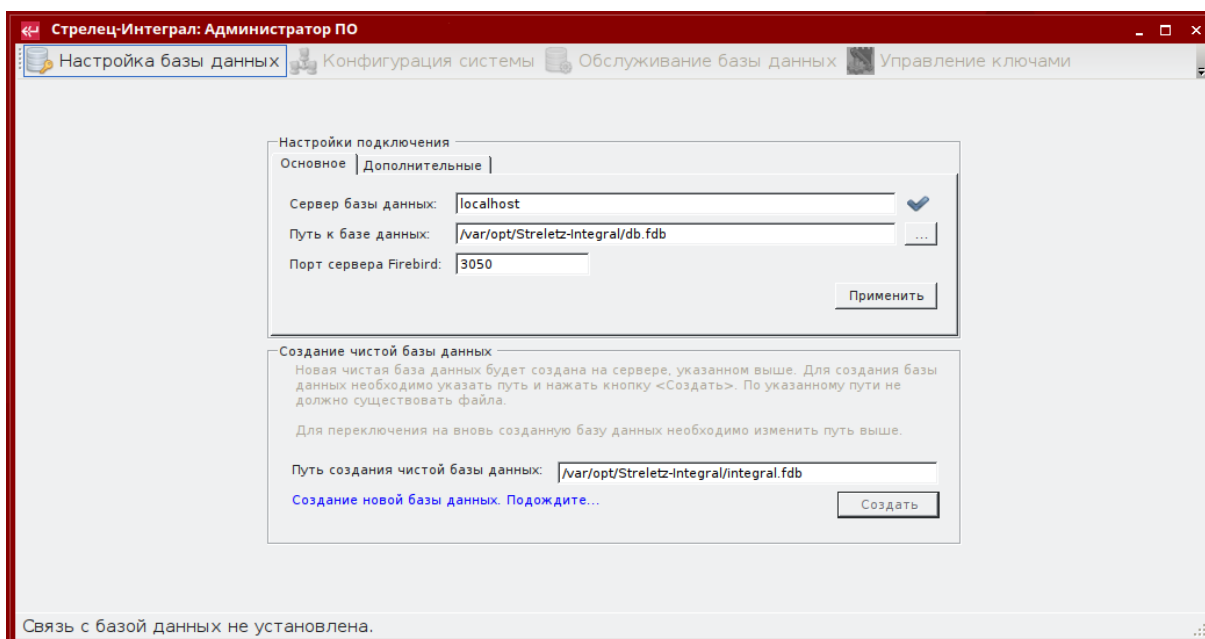 Стрелец-Интеграл: Администратор ПО
Настройка базы данных Конфигурация системы Обслуживание базы данных Управление ключами
Настройки подключения
Основное Дополнительные
Сервер базы данных: localhost
Путь к базе данных: /var/opt/Streletz-Integral/db.fdb ...
Порт сервера Firebird: 3050
Применить
Создание чистой базы данных
Новая чистая база данных будет создана на сервере, указанном выше. Для создания базы
данных необходимо указать путь и нажать кнопку <Создать>. По указанному пути не
должно существовать файла.
Для переключения на вновь созданную базу данных необходимо изменить путь выше.
Путь создания чистой базы данных: /var/opt/Streletz-Integral/integral.fdb
Создание новой базы данных. Подождите... Создать
Связь с базой данных не установлена.